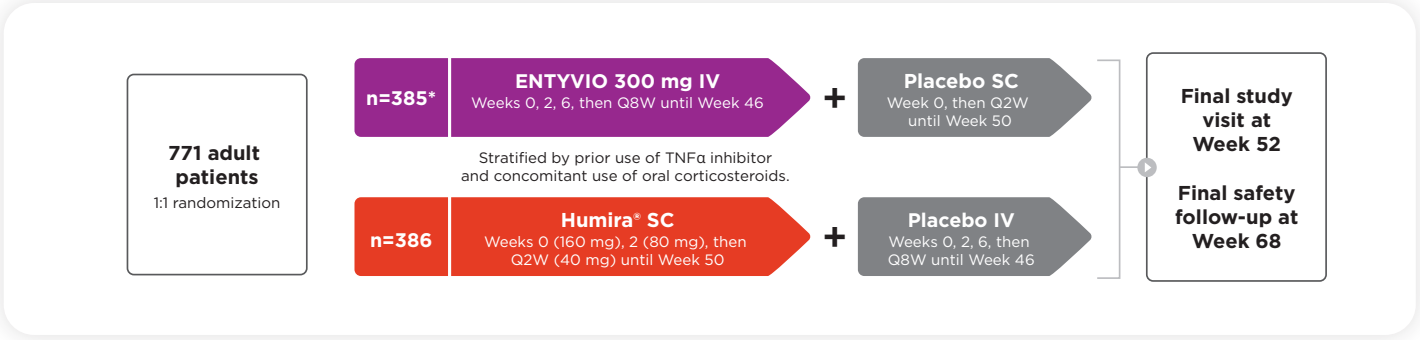 771 adult
patients
1:1 randomization
n=385*
ENTYVIO 300 mg IV
Weeks 0, 2, 6, then Q8W until Week 46
+
Placebo SC
Week 0, then Q2W
until Week 50
Stratified by prior use of TNFα inhibitor
and concomitant use of oral corticosteroids.
n=386
Humira® SC
Weeks 0 (160 mg), 2 (80 mg), then
Q2W (40 mg) until Week 50
+
Placebo IV
Weeks 0, 2, 6, then
Q8W until Week 46
Final study
visit at
Week 52
Final safety
follow-up at
Week 68